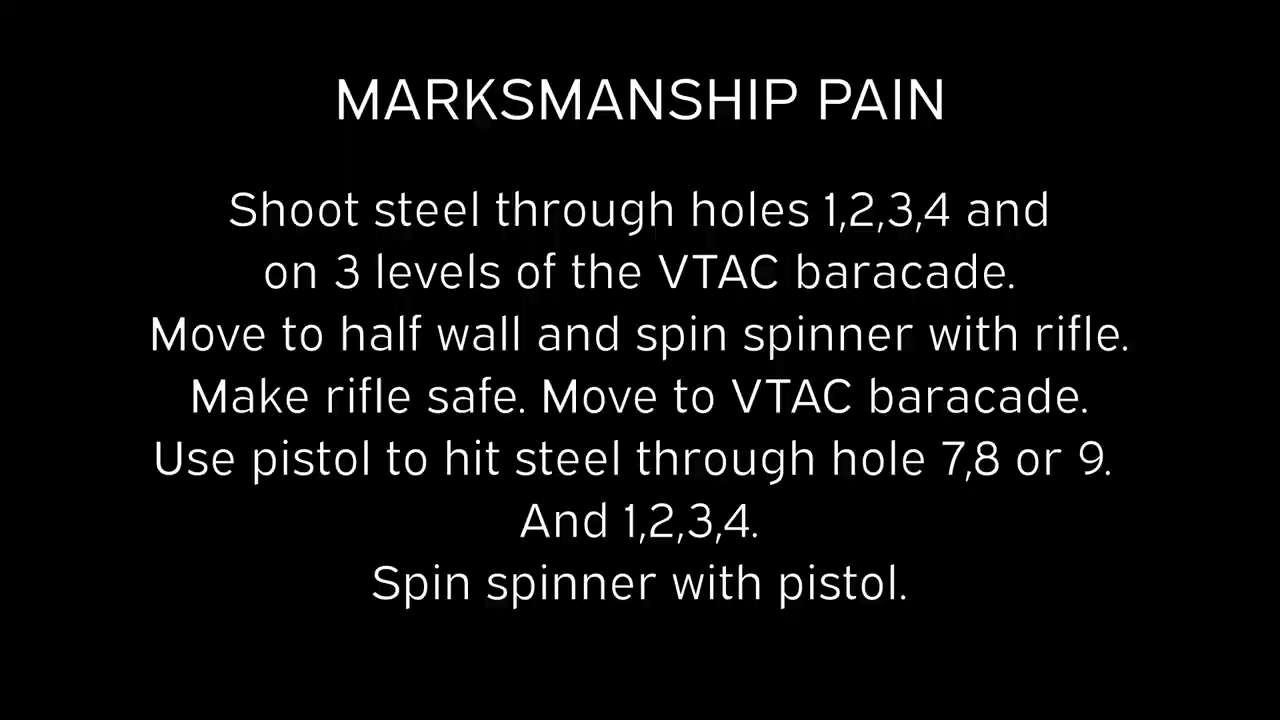 MARKSMANSHIP PAIN
Shoot steel through holes 1,2,3,4 and
on 3 levels of the VTAC baracade.
Move to half wall and spin spinner with rifle.
Make rifle safe. Move to VTAC baracade.
Use pistol to hit steel through hole 7,8 or 9.
And 1,2,3,4.
Spin spinner with pistol.